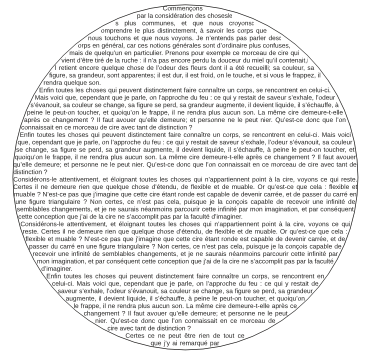 Commençons
par la considération des choses
s plus communes, et que nous croyons
omprendre le plus distinctement, à savoir les corps que
nous touchons et que nous voyons. Je n'entends pas parler des
orps en général, car ces notions générales sont d'ordinaire plus confuses,
mais de quelqu'un en particulier. Prenons pour exemple ce morceau de cire qui
vient d'être tiré de la ruche : il n'a pas encore perdu la douceur du miel qu'il contenait,
l retient encore quelque chose de l'odeur des fleurs dont il a été recueilli; sa couleur, sa
figure, sa grandeur, sont apparentes; il est dur, il est froid, on le touche, et si vous le frappez, il
rendra quelque son.
Enfin toutes les choses qui peuvent distinctement faire connaître un corps, se rencontrent en celui-ci.
Mais voici que, cependant que je parle, on l'approche du feu : ce qui y restait de saveur s'exhale, l'odeur
s'évanouit, sa couleur se change, sa figure se perd, sa grandeur augmente, il devient liquide, il s'échauffe, à
peine le peut-on toucher, et quoiqu'on le frappe, il ne rendra plus aucun son. La même cire demeure-t-elle
après ce changement ? Il faut avouer qu'elle demeure; et personne ne le peut nier. Qu'est-ce donc que l'on
connaissait en ce morceau de cire avec tant de distinction ?
Enfin toutes les choses qui peuvent distinctement faire connaître un corps, se rencontrent en celui-ci. Mais voici
que, cependant que je parle, on l'approche du feu : ce qui y restait de saveur s'exhale, l'odeur s'évanouit, sa couleur
se change, sa figure se perd, sa grandeur augmente, il devient liquide, il s'échauffe, à peine le peut-on toucher, et
quoiqu'on le frappe, il ne rendra plus aucun son. La même cire demeure-t-elle après ce changement ? Il faut avouer
qu'elle demeure; et personne ne le peut nier. Qu'est-ce donc que l'on connaissait en ce morceau de cire avec tant de
distinction ?
Considérons-le attentivement, et éloignant toutes les choses qui n'appartiennent point à la cire, voyons ce qui reste.
Certes il ne demeure rien que quelque chose d'étendu, de flexible et de muable. Or qu'est-ce que cela : flexible et
muable ? N'est-ce pas que j'imagine que cette cire étant ronde est capable de devenir carrée, et de passer du carré en
une figure triangulaire ? Non certes, ce n'est pas cela, puisque je la conçois capable de recevoir une infinité de
semblables changements, et je ne saurais néanmoins parcourir cette infinité par mon imagination, et par conséquent
cette conception que j'ai de la cire ne s'accomplit pas par la faculté d'imaginer.
Considérons-le attentivement, et éloignant toutes les choses qui n'appartiennent point à la cire, voyons ce qui
reste. Certes il ne demeure rien que quelque chose d'étendu, de flexible et de muable. Or qu'est-ce que cela :
flexible et muable ? N'est-ce pas que j'imagine que cette cire étant ronde est capable de devenir carrée, et de
passer du carré en une figure triangulaire ? Non certes, ce n'est pas cela, puisque je la conçois capable de
recevoir une infinité de semblables changements, et je ne saurais néanmoins parcourir cette infinité par
mon imagination, et par conséquent cette conception que j'ai de la cire ne s'accomplit pas par la faculté
d'imaginer.
Enfin toutes les choses qui peuvent distinctement faire connaître un corps, se rencontrent en
celui-ci. Mais voici que, cependant que je parle, on l'approche du feu : ce qui y restait de
saveur s'exhale, l'odeur s'évanouit, sa couleur se change, sa figure se perd, sa grandeur
augmente, il devient liquide, il s'échauffe, à peine le peut-on toucher, et quoiqu'on
le frappe, il ne rendra plus aucun son. La même cire demeure-t-elle après ce
changement ? Il faut avouer qu'elle demeure; et personne ne le peut
nier. Qu'est-ce donc que l'on connaissait en ce morceau de
cire avec tant de distinction ?
Certes ce ne peut être rien de tout ce
que j'y ai remarqué par